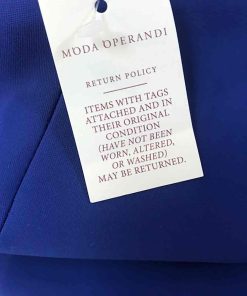 MODA OPERANDI
RETURN POLICY
ITEMS WITH TAGS
ATTACHED AND IN
THEIR ORIGINAL
CONDITION
(HAVE NOT BEEN
WORN, ALTERED,
OR WASHED)
MAY BE RETURNED.